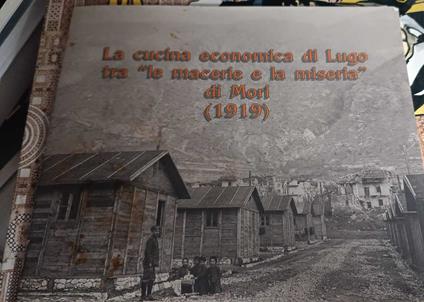 La cucina economica di Lugo
tra "le macerie e la miseria"
di Mori
(1919)